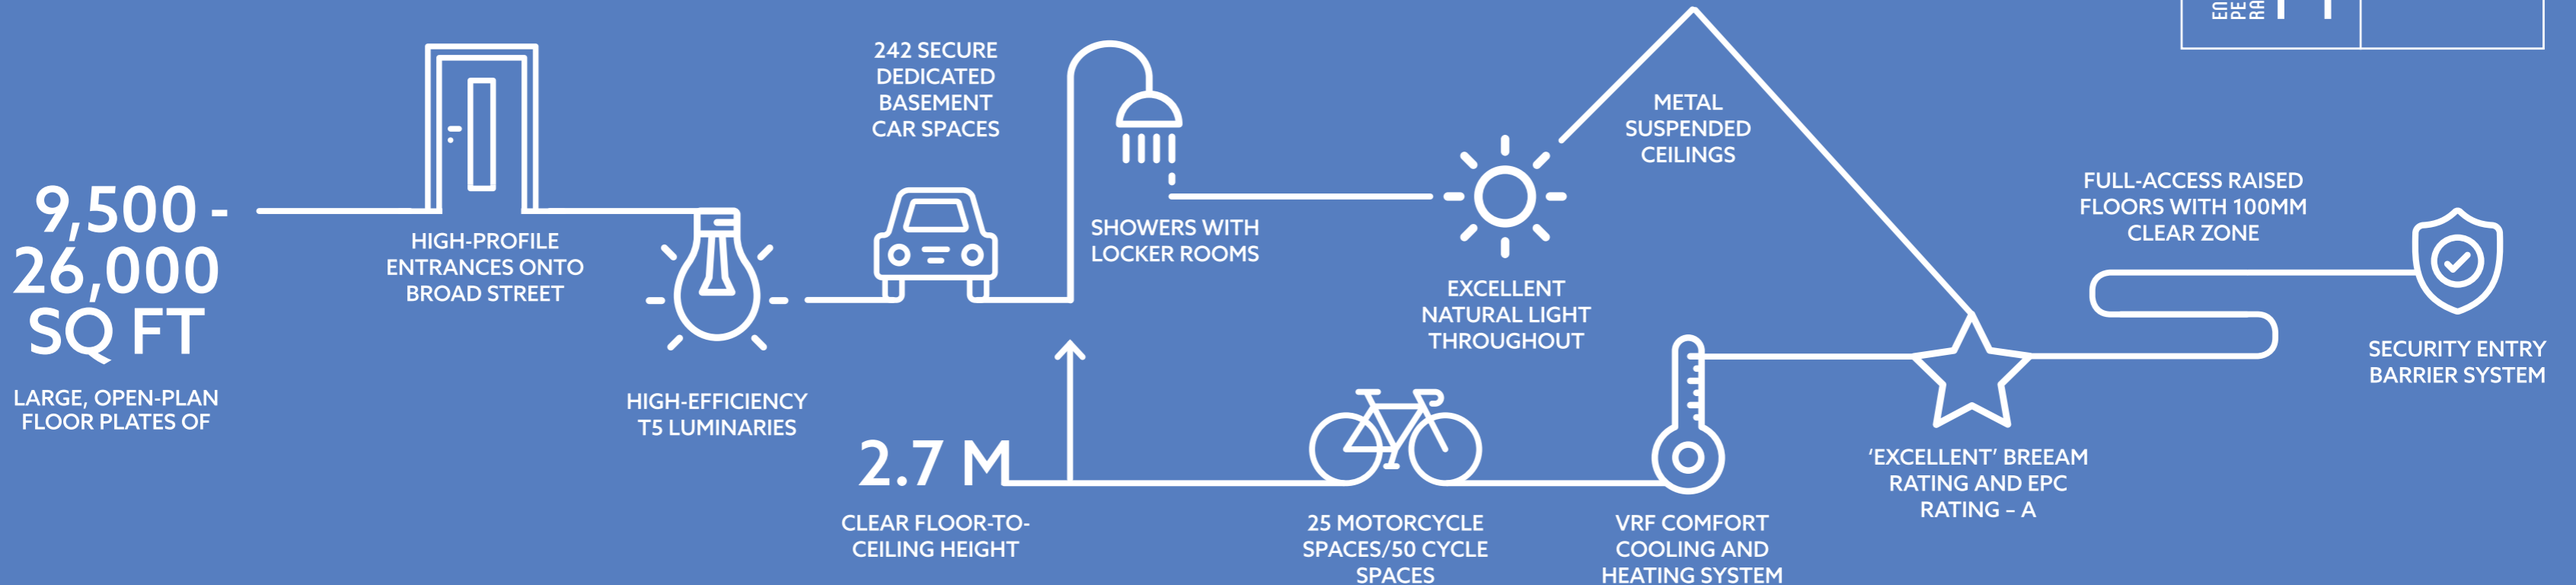 9,500 -
26,000
SQ FT
LARGE, OPEN-PLAN
FLOOR PLATES OF
HIGH-PROFILE
ENTRANCES ONTO
BROAD STREET
HIGH-EFFICIENCY
T5 LUMINARIES
242 SECURE
DEDICATED
BASEMENT
CAR SPACES
2.7 M
CLEAR FLOOR-TO-
CEILING HEIGHT
SHOWERS WITH
LOCKER ROOMS
EXCELLENT
NATURAL LIGHT
THROUGHOUT
25 MOTORCYCLE
SPACES/50 CYCLE
SPACES
METAL
SUSPENDED
CEILINGS
VRF COMFORT
COOLING AND
HEATING SYSTEM
‘EXCELLENT’ BREEAM
RATING AND EPC
RATING – A
FULL-ACCESS RAISED
FLOORS WITH 100MM
CLEAR ZONE
SECURITY ENTRY
BARRIER SYSTEM